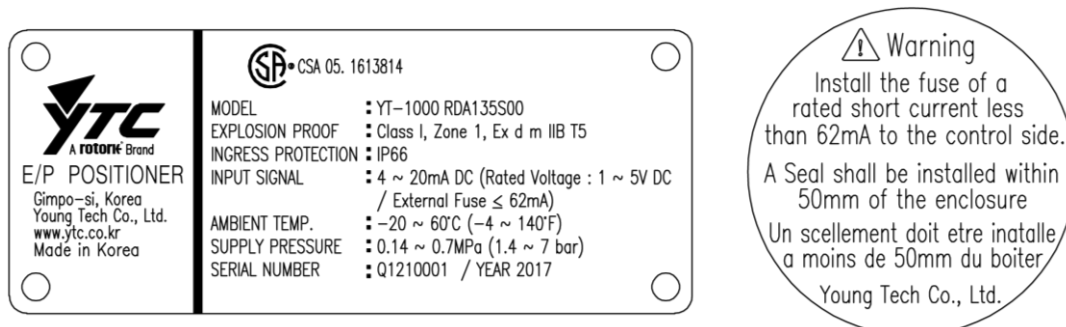 YTC
A rotork Brand
E/P POSITIONER
Gimpo-si, Korea
Young Tech Co., Ltd.
www.ytc.co.kr
Made in Korea
SA • CSA 05. 1613814
MODEL : YT-1000 RDA135S00
EXPLOSION PROOF : Class I, Zone 1, Ex d m IIB T5
INGRESS PROTECTION : IP66
INPUT SIGNAL : 4 ~ 20mA DC (Rated Voltage : 1 ~ 5V DC
/ External Fuse ≤ 62mA)
AMBIENT TEMP. : -20 ~ 60°C (-4 ~ 140°F)
SUPPLY PRESSURE : 0.14 ~ 0.7MPa (1.4 ~ 7 bar)
SERIAL NUMBER : Q1210001 / YEAR 2017
Warning
Install the fuse of a
rated short current less
than 62mA to the control side.
A Seal shall be installed within
50mm of the enclosure
Un scellement doit etre inatalle
a moins de 50mm du boiter
Young Tech Co., Ltd.